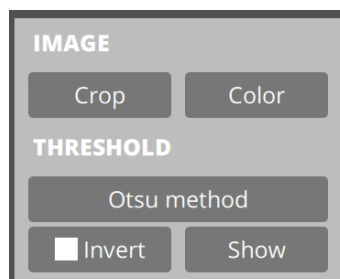 IMAGE
Crop Color
THRESHOLD
Otsu method
Invert Show